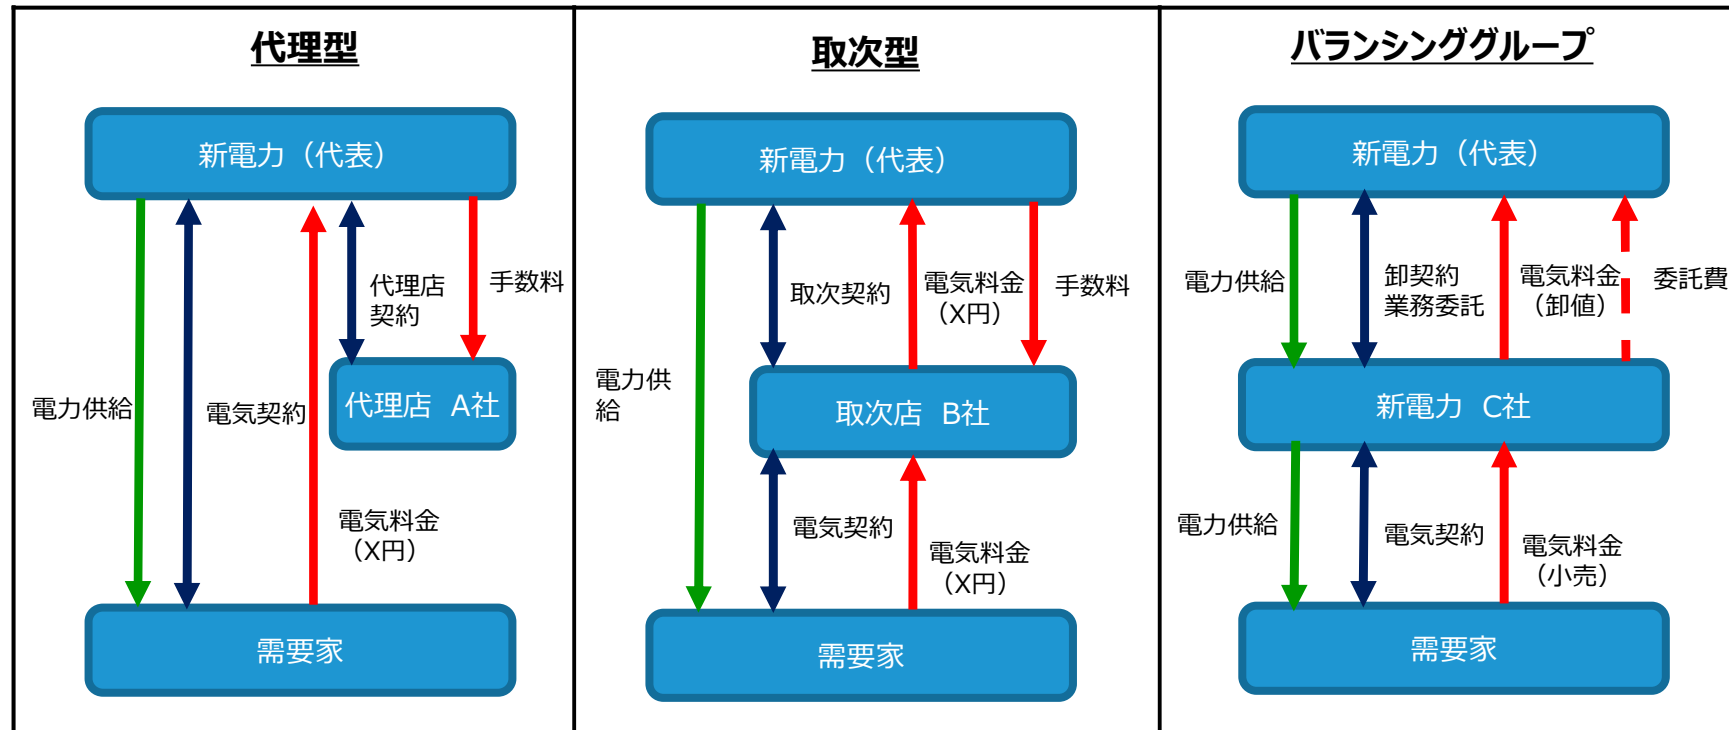 代理型
新電力（代表）
代理店
契約
手数料
代理店 A社
電力供給
電気契約
電気料金
（X円）
需要家
取次型
新電力（代表）
取次契約
電気料金
（X円）
手数料
電力供
給
取次店 B社
電気契約
電気料金
（X円）
需要家
バランシンググループ
新電力（代表）
電力供給
卸契約
業務委託
電気料金
（卸値）
委託費
新電力 C社
電力供給
電気契約
電気料金
（小売）
需要家